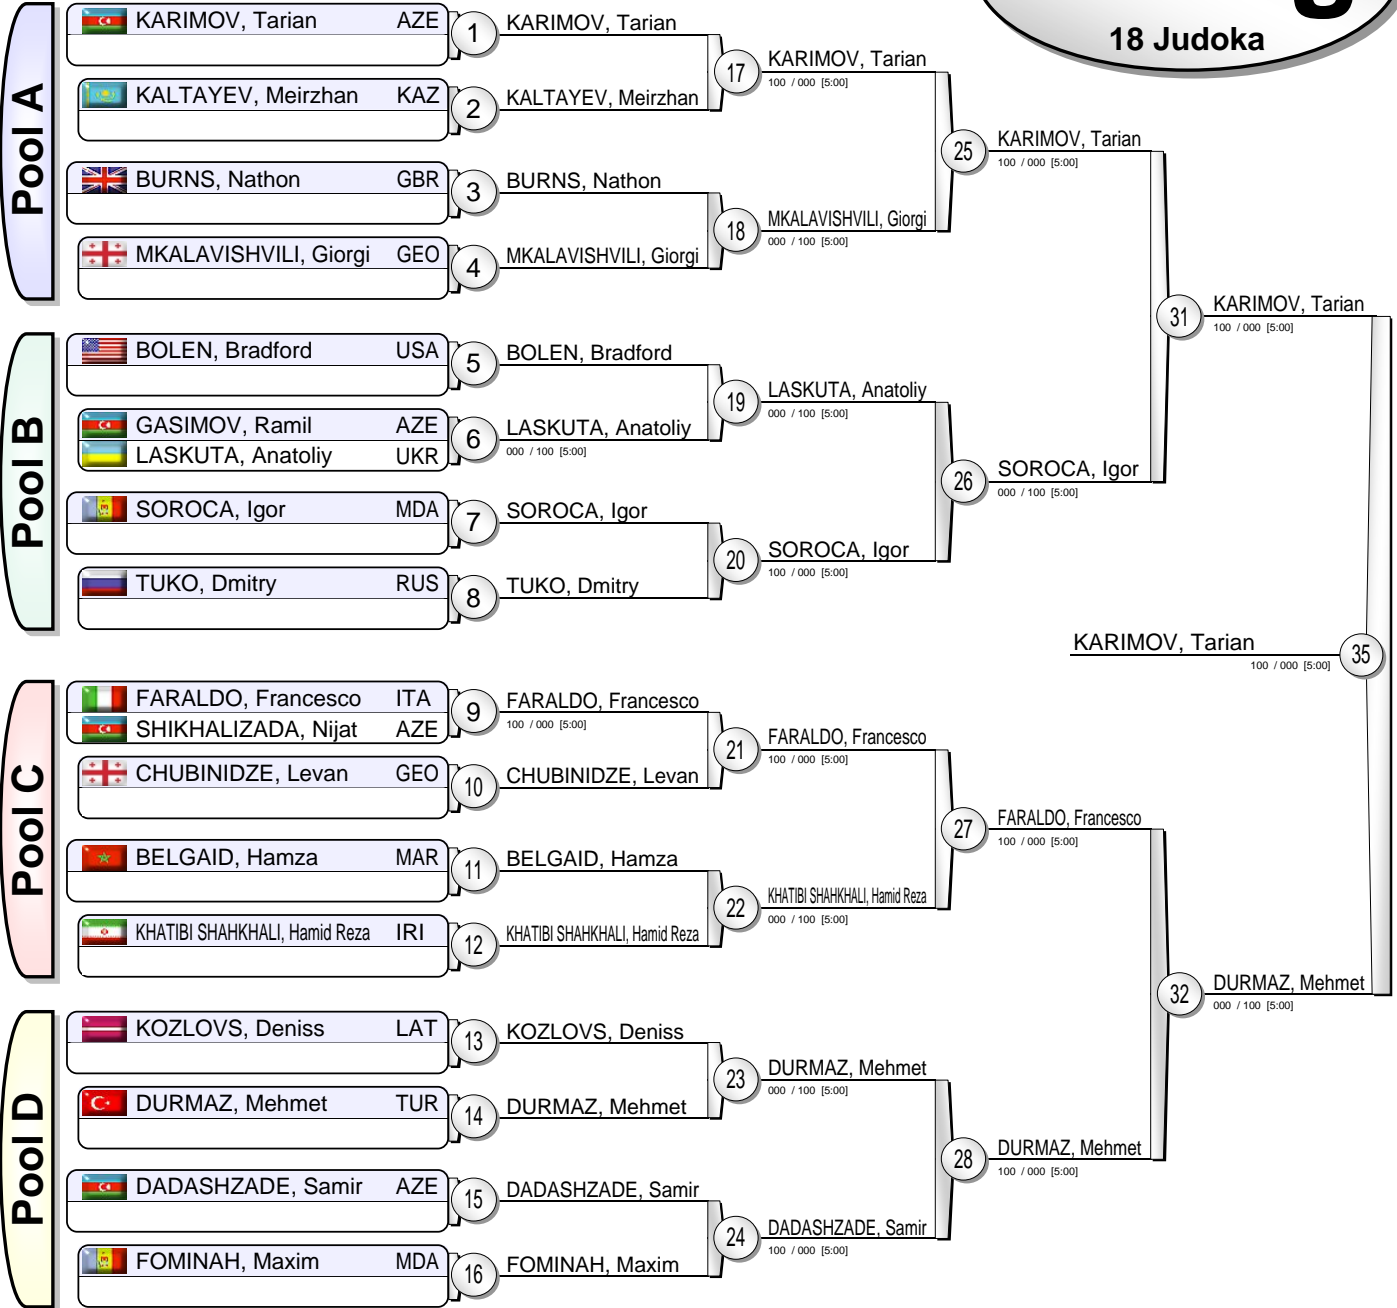 18 Judoka
Pool A
KARIMOV, Tarian AZE
1
KALTAYEV, Meirzhan KAZ
2
BURNS, Nathon GBR
3
MKALAVISHVILI, Giorgi GEO
4
Pool B
BOLEN, Bradford USA
5
GASIMOV, Ramil AZE
LASKUTA, Anatoliy UKR
6
SOROCA, Igor MDA
7
TUKO, Dmitry RUS
8
Pool C
FARALDO, Francesco ITA
SHIKHALIZADA, Nijat AZE
9
CHUBINIDZE, Levan GEO
10
BELGAID, Hamza MAR
11
KHATIBI SHAHKHALI, Hamid Reza IRI
12
Pool D
KOZLOVS, Deniss LAT
13
DURMAZ, Mehmet TUR
14
DADASHZADE, Samir AZE
15
FOMINAH, Maxim MDA
16
KARIMOV, Tarian
KALTAYEV, Meirzhan
17
BURNS, Nathon
MKALAVISHVILI, Giorgi
18
BOLEN, Bradford
LASKUTA, Anatoliy
000 / 100 [5:00]
19
SOROCA, Igor
TUKO, Dmitry
20
FARALDO, Francesco
100 / 000 [5:00]
CHUBINIDZE, Levan
21
BELGAID, Hamza
KHATIBI SHAHKHALI, Hamid Reza
22
KOZLOVS, Deniss
DURMAZ, Mehmet
23
DADASHZADE, Samir
FOMINAH, Maxim
24
KARIMOV, Tarian
100 / 000 [5:00]
MKALAVISHVILI, Giorgi
000 / 100 [5:00]
25
LASKUTA, Anatoliy
000 / 100 [5:00]
SOROCA, Igor
100 / 000 [5:00]
26
FARALDO, Francesco
100 / 000 [5:00]
KHATIBI SHAHKHALI, Hamid Reza
000 / 100 [5:00]
27
DURMAZ, Mehmet
000 / 100 [5:00]
DADASHZADE, Samir
100 / 000 [5:00]
28
KARIMOV, Tarian
100 / 000 [5:00]
SOROCA, Igor
000 / 100 [5:00]
31
FARALDO, Francesco
100 / 000 [5:00]
DURMAZ, Mehmet
100 / 000 [5:00]
32
KARIMOV, Tarian
100 / 000 [5:00]
DURMAZ, Mehmet
000 / 100 [5:00]
KARIMOV, Tarian
100 / 000 [5:00]
35